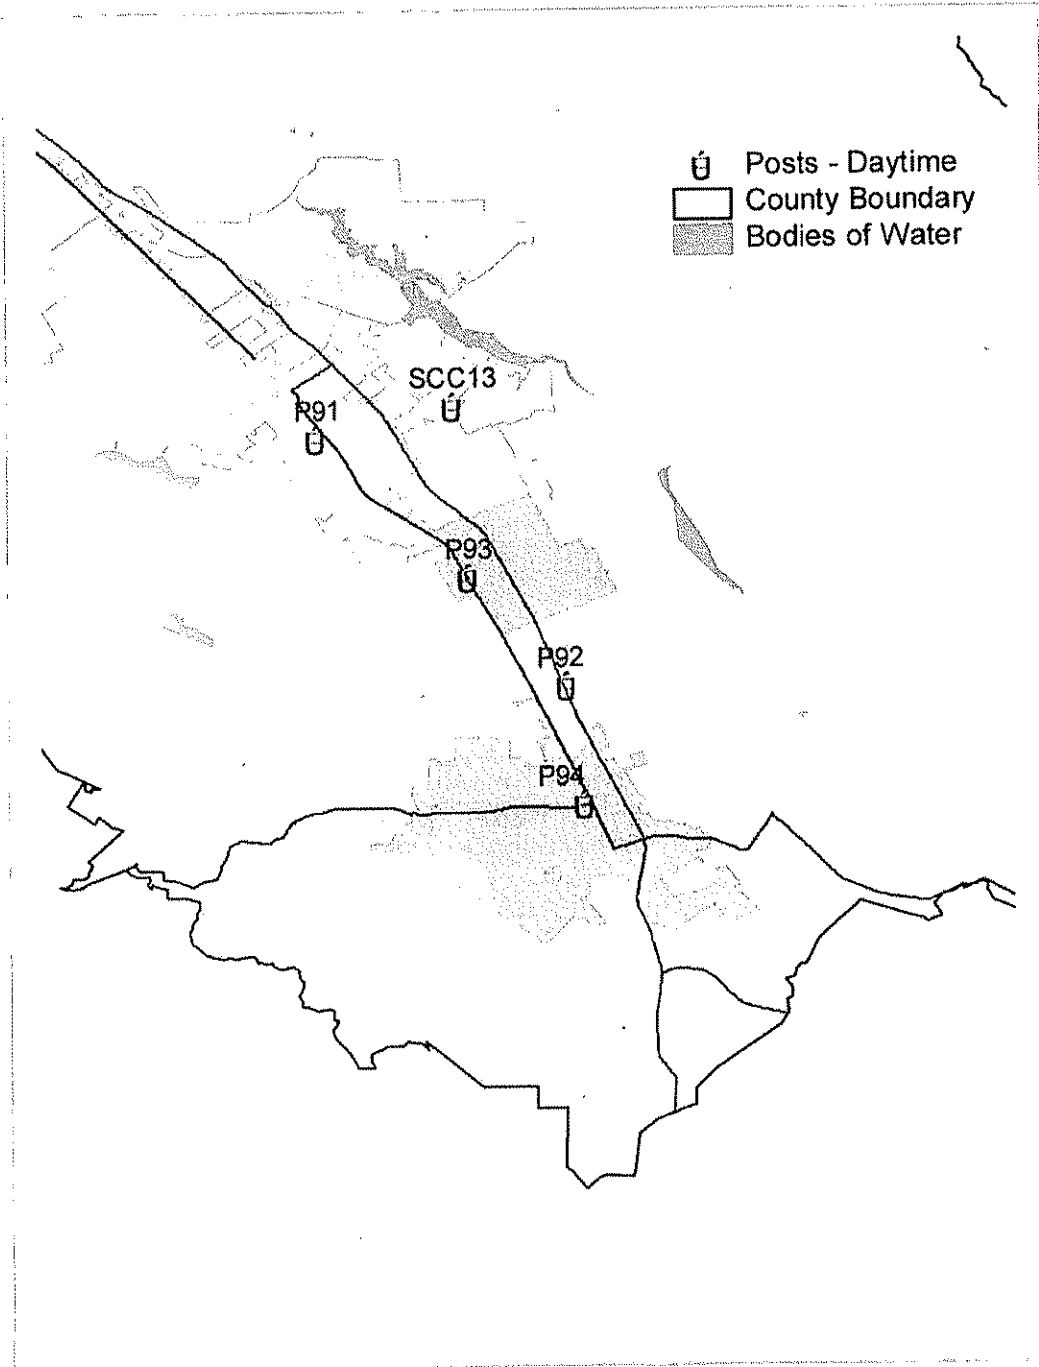 Posts - Daytime
County Boundary
Bodies of Water
SCC13
P91
P93
P92
P94